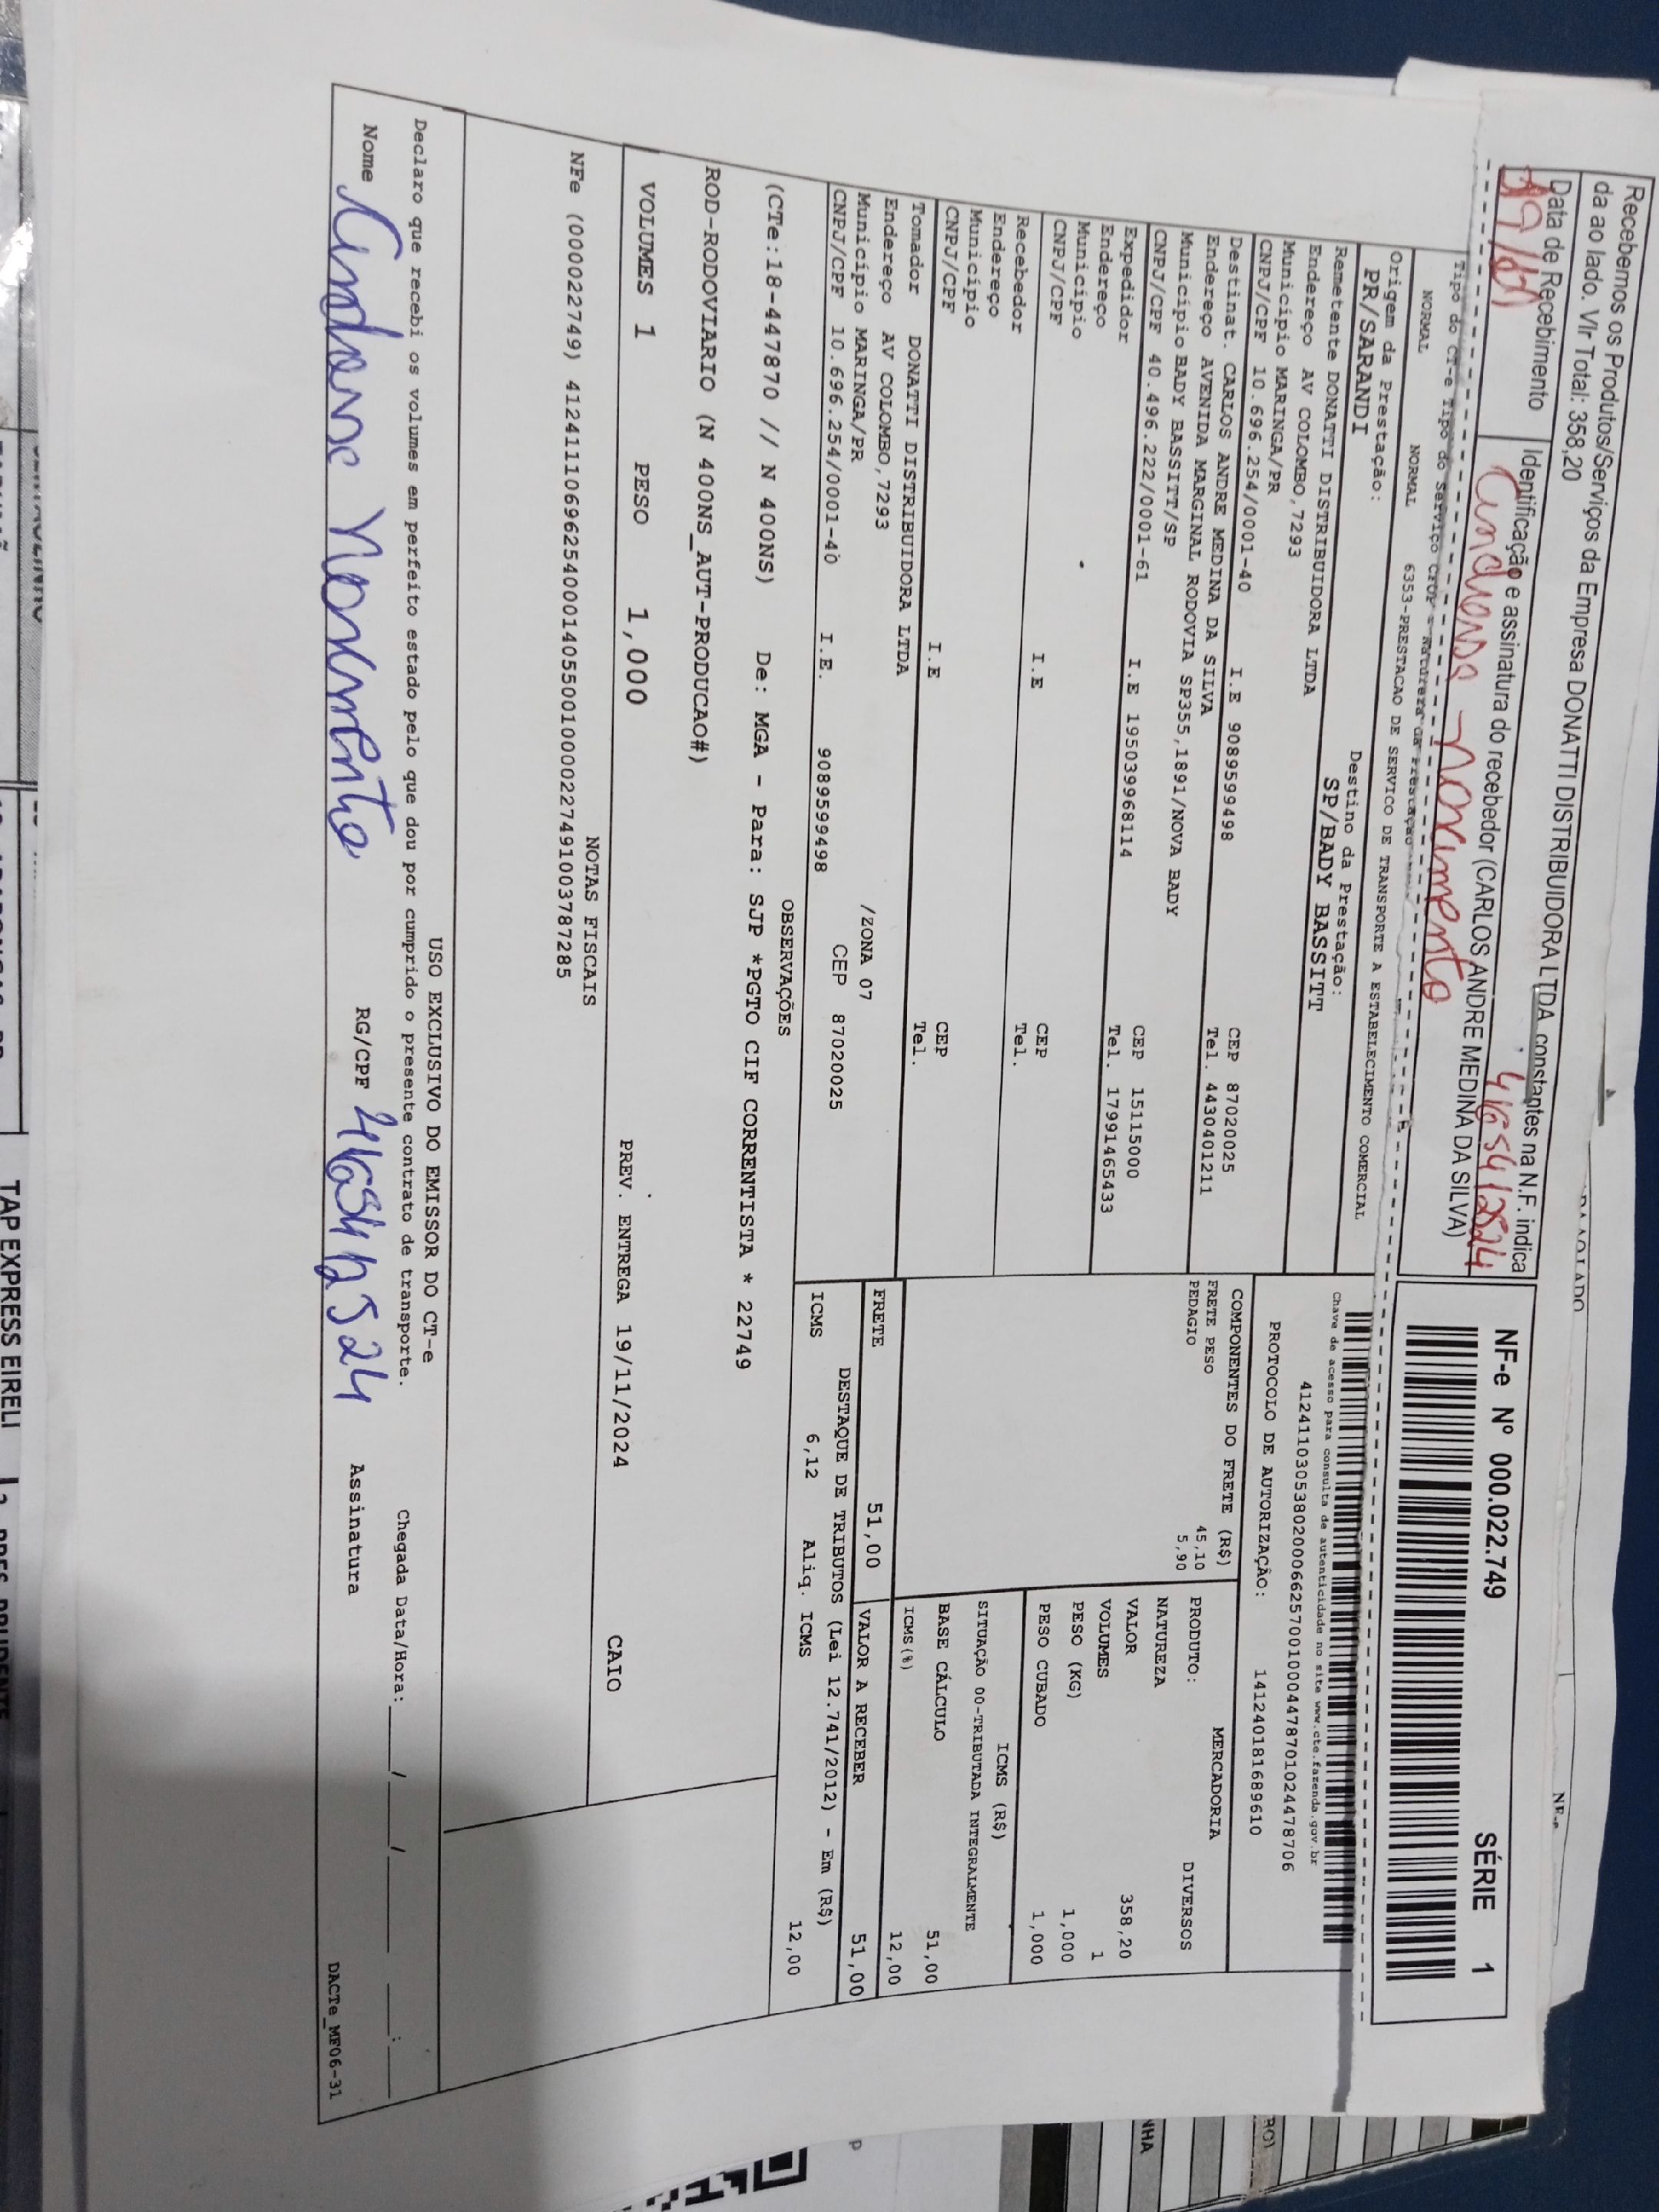 Recebemos os Produtos/Serviços da Empresa DONATTI DISTRIBUIDORA LTDA constantes na N.F. indica
da ao lado. Vlr Total: 358,20
Data de Recebimento
Identificação e assinatura do recebedor (CARLOS ANDRE MEDINA DA SILVA)
19/11
Nascimento
4165412524
NF-e Nº 000.022.749 SÉRIE 1
Tipo do CT-e Tipo do Serviço
NORMAL NORMAL 6353-PRESTACAO DE SERVICO DE TRANSPORTE A ESTABELECIMENTO COMERCIAL
Origem da Prestação: Destino da Prestação:
PR/SARANDI SP/BADY BASSITT
Chave de acesso para consulta de autenticidade no site www.cte.fazenda.gov.br
41241103053802000662570010004478701024478706
PROTOCOLO DE AUTORIZAÇÃO: 141240181689610
Remetente DONATTI DISTRIBUIDORA LTDA
Endereço AV COLOMBO,7293
Município MARINGA/PR CEP 87020025
CNPJ/CPF 10.696.254/0001-40 I.E 9089599498 Tel. 4430401211
Destinat. CARLOS ANDRE MEDINA DA SILVA
Endereço AVENIDA MARGINAL RODOVIA SP355,1891/NOVA BADY
Município BADY BASSITT/SP CEP 15115000
CNPJ/CPF 40.496.222/0001-61 I.E 195039968114 Tel. 17991465433
Expedidor
Endereço
Município CEP
CNPJ/CPF I.E Tel.
Recebedor
Endereço
Município CEP
CNPJ/CPF I.E Tel.
Tomador DONATTI DISTRIBUIDORA LTDA
Endereço AV COLOMBO,7293 /ZONA 07
Município MARINGA/PR CEP 87020025
CNPJ/CPF 10.696.254/0001-40 I.E. 9089599498
COMPONENTES DO FRETE (R$)
FRETE PESO 45,10
PEDAGIO 5,90
MERCADORIA
PRODUTO: DIVERSOS
NATUREZA
VALOR 358,20
VOLUMES 1
PESO (KG) 1,000
PESO CUBADO 1,000
ICMS (R$)
SITUAÇÃO 00-TRIBUTADA INTEGRALMENTE
BASE CÁLCULO 51,00
ICMS(%) 12,00
FRETE 51,00 VALOR A RECEBER 51,00
DESTAQUE DE TRIBUTOS (Lei 12.741/2012) - Em (R$)
ICMS 6,12 Aliq. ICMS 12,00
OBSERVAÇÕES
(CTe:18-447870 // N 400NS) De: MGA - Para: SJP *PGTO CIF CORRENTISTA * 22749
ROD-RODOVIARIO (N 400NS_AUT-PRODUCAO#)
VOLUMES 1 PESO 1,000 PREV. ENTREGA 19/11/2024 CAIO
NOTAS FISCAIS
NFe (000022749) 41241110696254000140550010000227491003787285
USO EXCLUSIVO DO EMISSOR DO CT-e
Declaro que recebi os volumes em perfeito estado pelo que dou por cumprido o presente contrato de transporte. Chegada Data/Hora: ___/___/___ __:__
Nome RG/CPF 4165412524 Assinatura
DACTe_MF06-31
TAP EXPRESS EIRELI